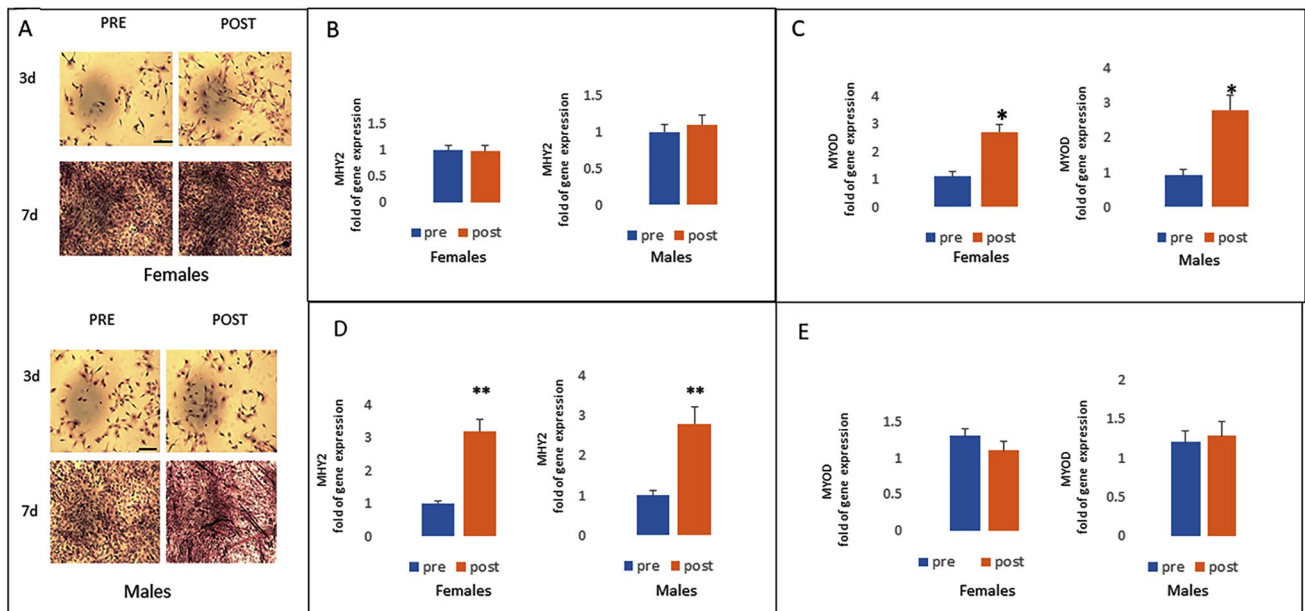 A
PRE
POST
3d
7d
Females
PRE
POST
3d
7d
Males
B
MHY2
fold of gene expression
1.5
1
0.5
0
pre
post
Females
MHY2
fold of gene expression
1.5
1
0.5
0
pre
post
Males
C
MYOD
fold of gene expression
4
3
2
1
0
*
pre
post
Females
MYOD
fold of gene expression
4
3
2
1
0
*
pre
post
Males
D
MHY2
fold of gene expression
4
3
2
1
0
**
pre
post
Females
MHY2
fold of gene expression
4
3
2
1
0
**
pre
post
Males
E
MYOD
fold of gene expression
1.5
1
0.5
0
pre
post
Females
MYOD
fold of gene expression
2
1.5
1
0.5
0
pre
post
Males